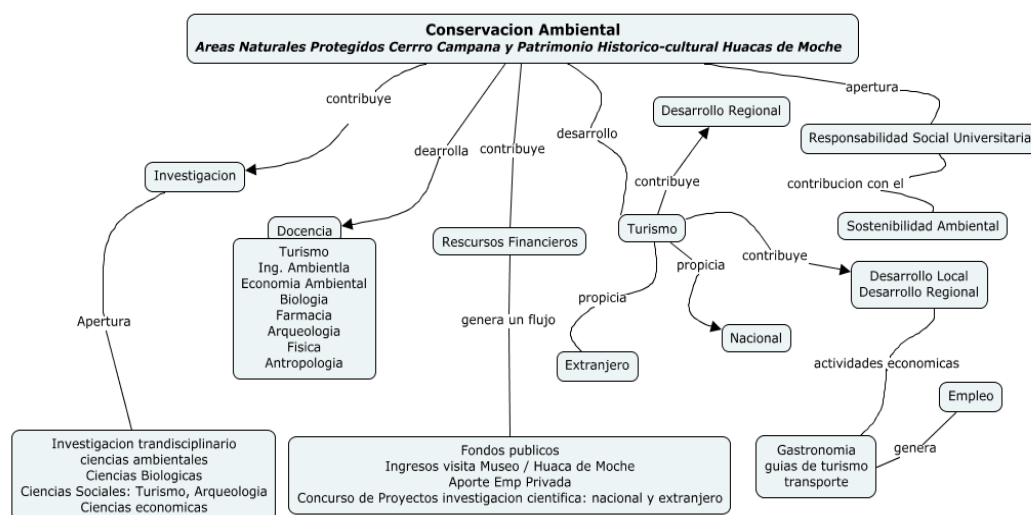 Conservacion Ambiental
Areas Naturales Protegidos Cerrro Campana y Patrimonio Historico-cultural Huacas de Moche
contribuye
dearrolla
contribuye
desarrollo
apertura
Desarrollo Regional
Responsabilidad Social Universitaria
Investigacion
contribuye
contribucion con el
Docencia
Turismo
Ing. Ambientla
Economia Ambiental
Biologia
Farmacia
Arqueologia
Fisica
Antropologia
Rescursos Financieros
Turismo
Sostenibilidad Ambiental
propicia
contribuye
Desarrollo Local
Desarrollo Regional
propicia
Apertura
genera un flujo
Nacional
Extranjero
actividades economicas
Empleo
Investigacion trandisciplinario
ciencias ambientales
Ciencias Biologicas
Ciencias Sociales: Turismo, Arqueologia
Ciencias economicas
Fondos publicos
Ingresos visita Museo / Huaca de Moche
Aporte Emp Privada
Concurso de Proyectos investigacion cientifica: nacional y extranjero
Gastronomia
guias de turismo
transporte
genera